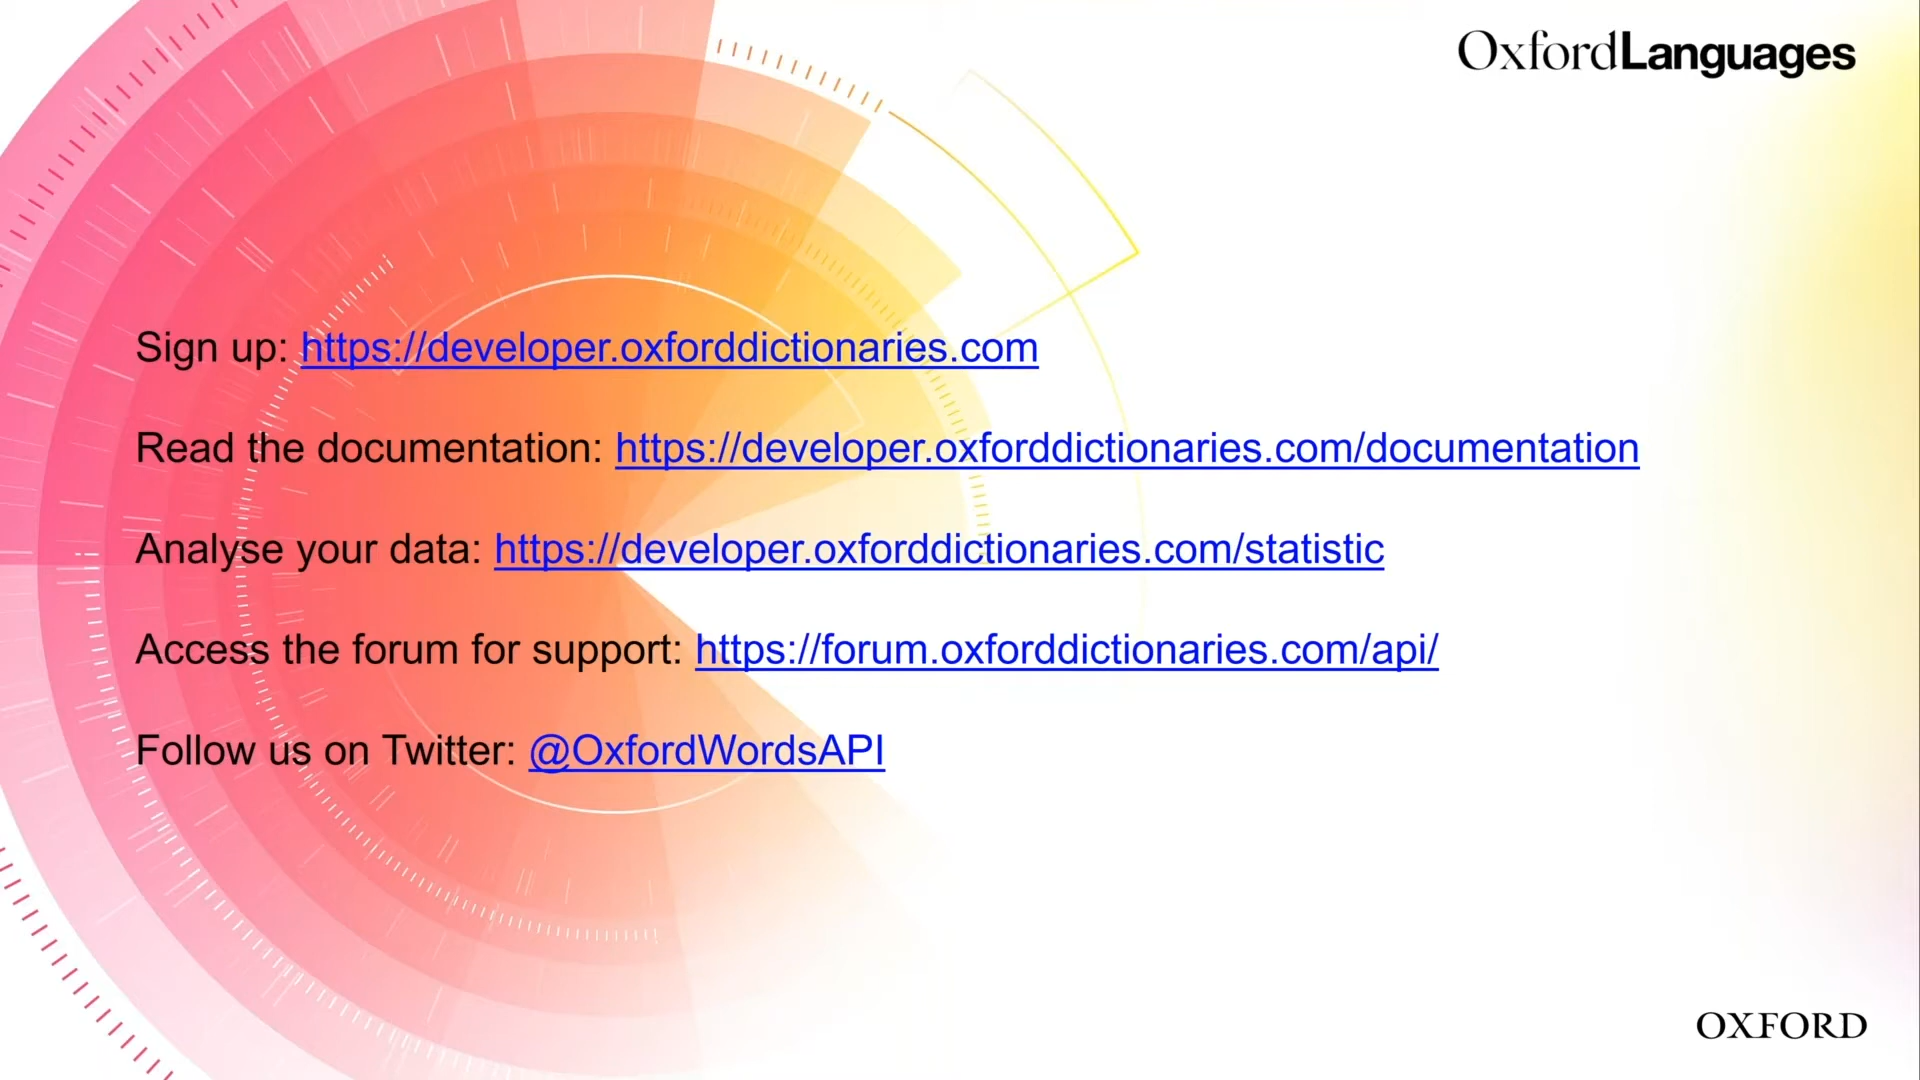 OxfordLanguages
Sign up: https://developer.oxforddictionaries.com
Read the documentation: https://developer.oxforddictionaries.com/documentation
Analyse your data: https://developer.oxforddictionaries.com/statistic
Access the forum for support: https://forum.oxforddictionaries.com/api/
Follow us on Twitter: @OxfordWordsAPI
OXFORD